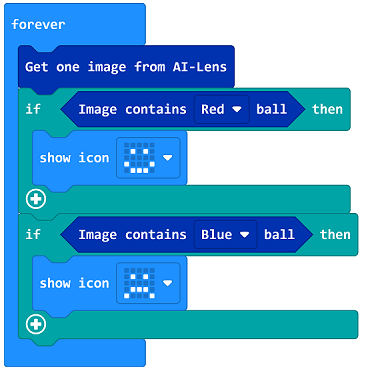 forever
Get one image from AI-Lens
if Image contains Red ball then
show icon
if Image contains Blue ball then
show icon